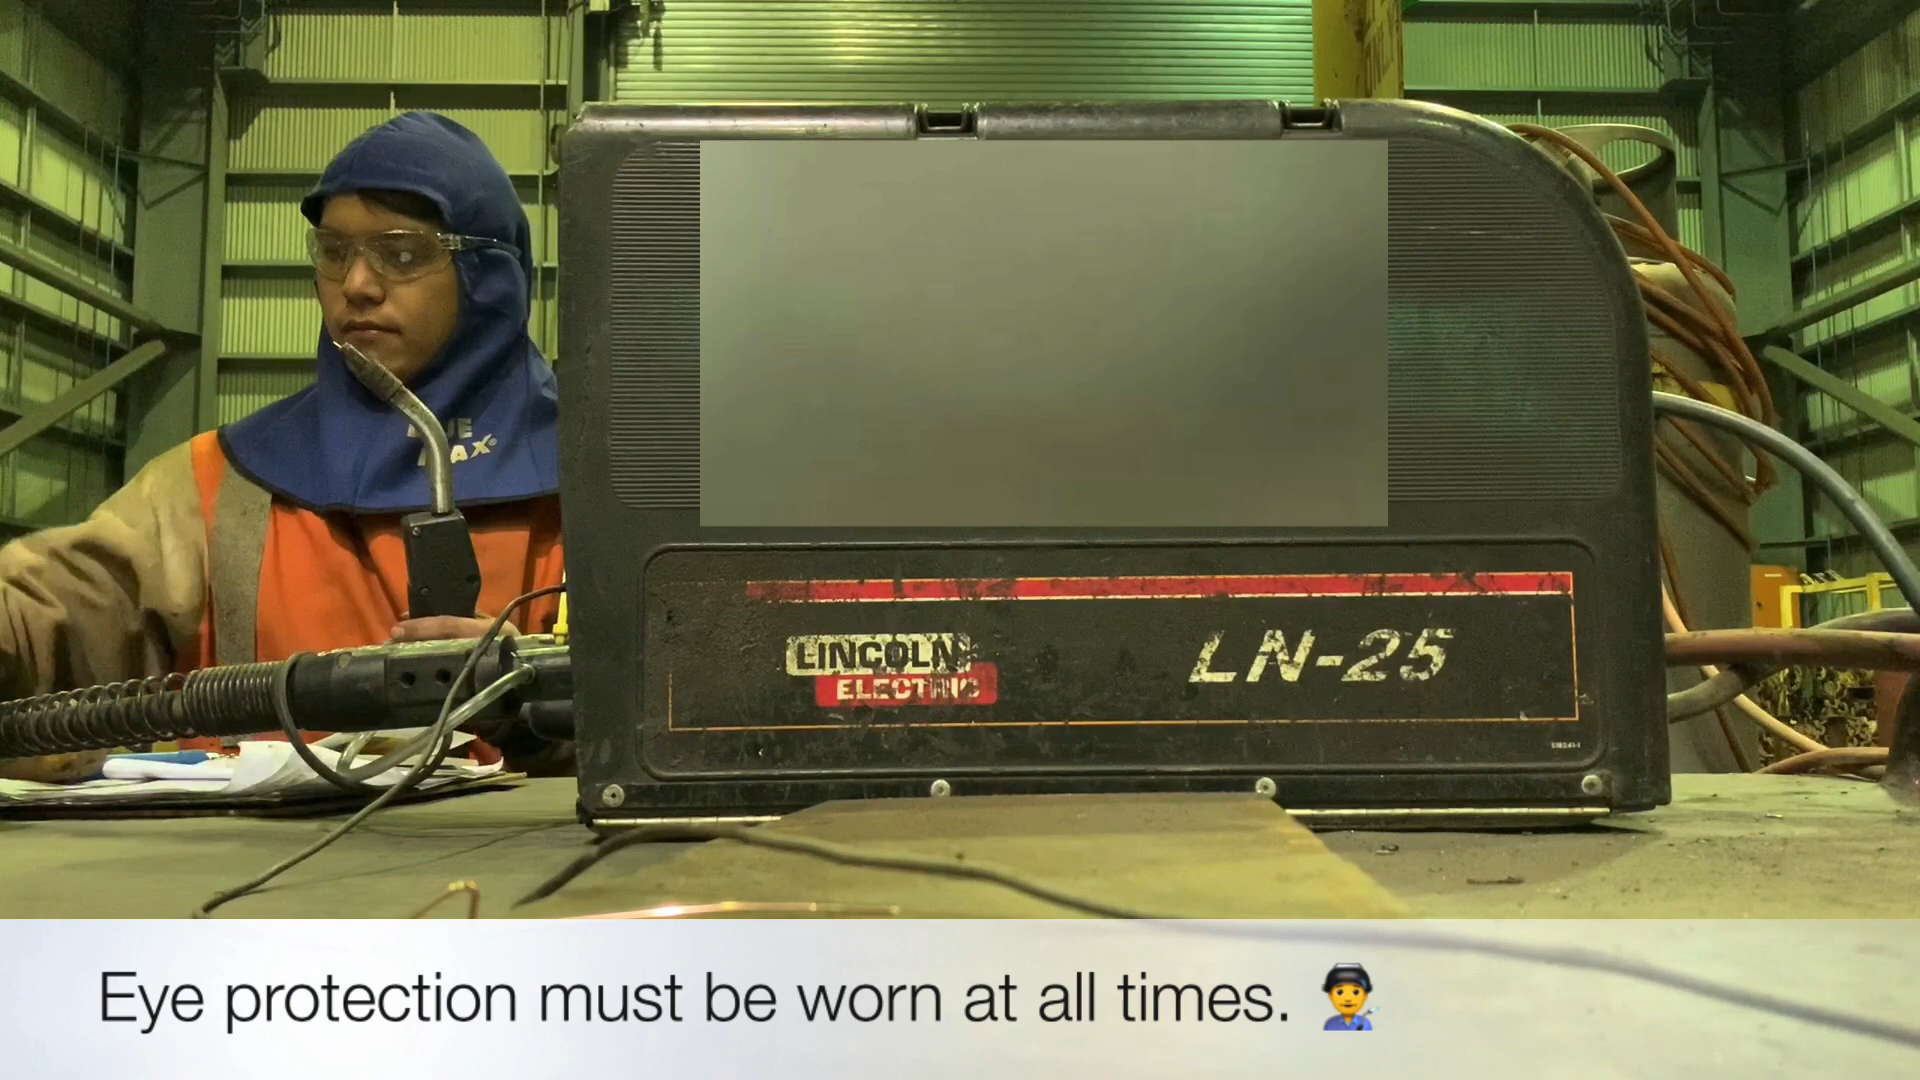 LINCOLN
ELECTRIC
LN-25
Eye protection must be worn at all times. 👨‍🏭